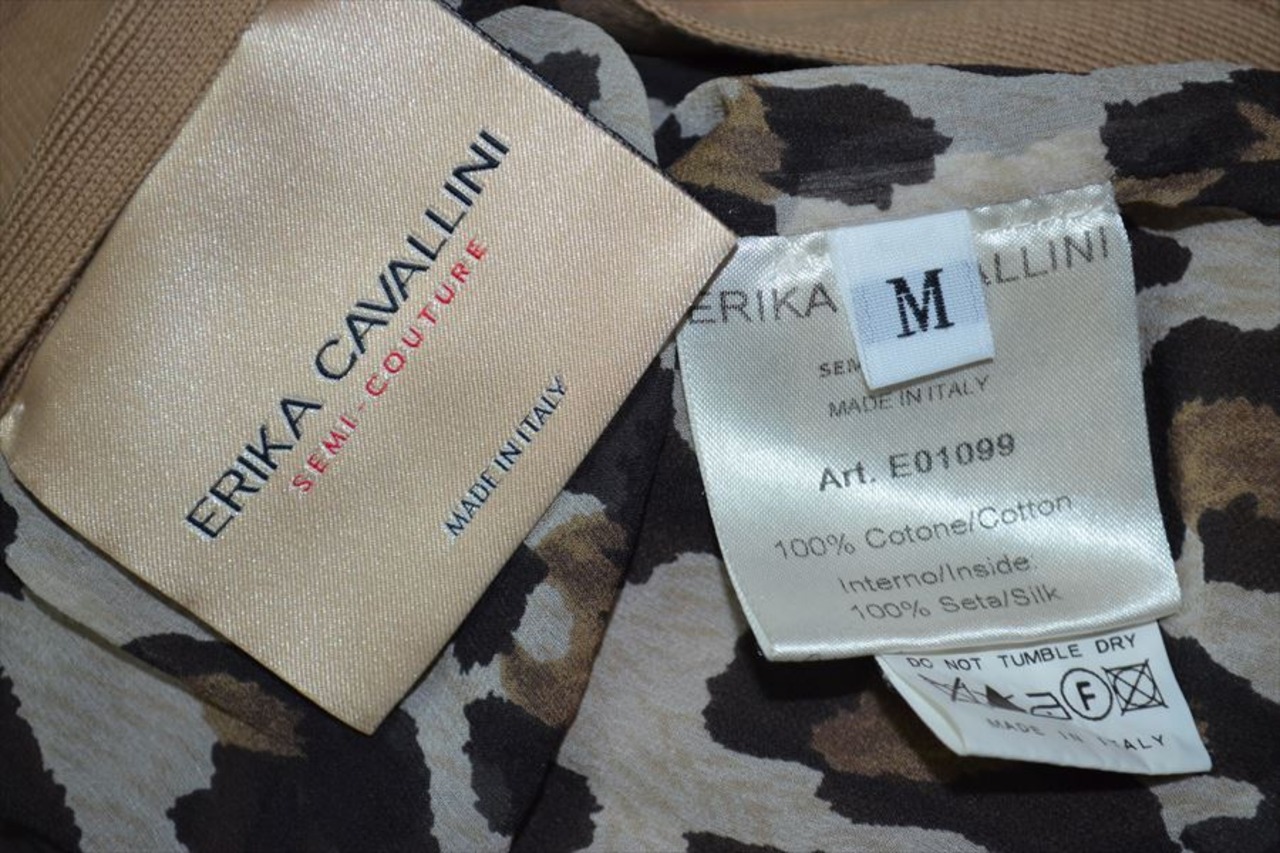 ERIKA CAVALLINI
SEMI-COUTURE
MADE IN ITALY
ERIKA
M
MADE IN ITALY
Art. E01099
100% Cotone/Cotton
Interno/Inside:
100% Seta/Silk
DO NOT TUMBLE DRY
F
MADE IN ITALY